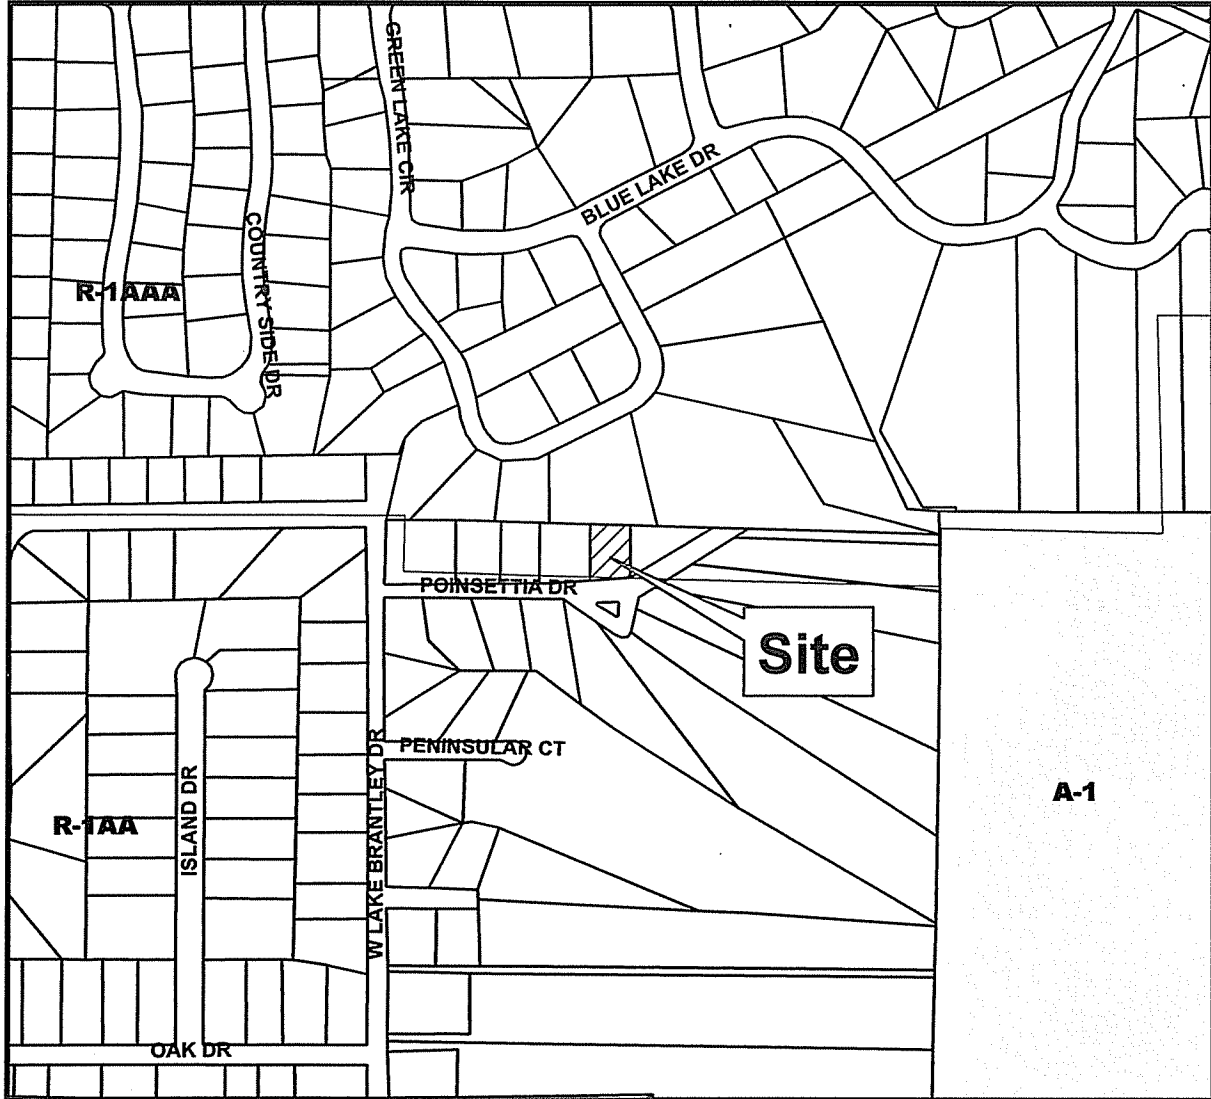 GREEN LAKE CIR
BLUE LAKE DR
COUNTRY SIDE DR
R-1AAA
POINSETTIA DR
Site
PENINSULAR CT
W LAKE BRANTLEY DR
ISLAND DR
R-1AA
A-1
OAK DR